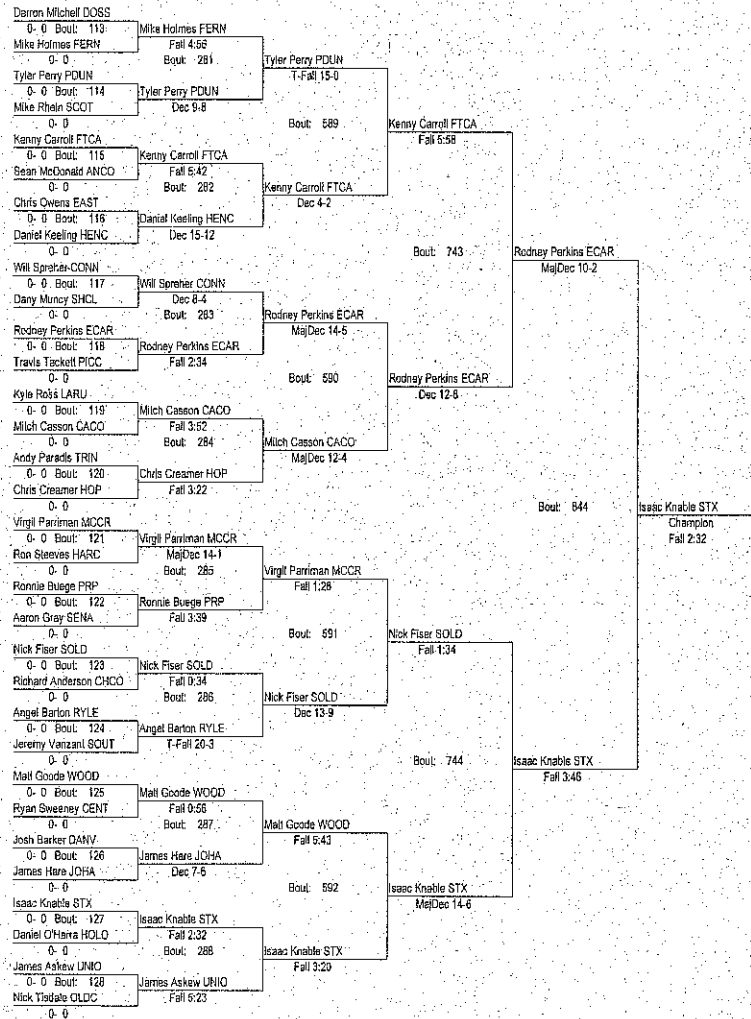 Darron Mitchell DOSS
0- 0 Bout: 113
Mike Holmes FERN
0- 0
Tyler Perry PDUN
0- 0 Bout: 114
Mike Rhein SCOT
0- 0
Kenny Carroll FTCA
0- 0 Bout: 115
Sean McDonald ANCO
0- 0
Chris Owens EAST
0- 0 Bout: 116
Daniel Keeling HENC
0- 0
Will Spreher CONN
0- 0 Bout: 117
Dany Muncy SHCL
0- 0
Rodney Perkins ECAR
0- 0 Bout: 118
Travis Tackett PICC
0- 0
Kyle Ross LARU
0- 0 Bout: 119
Mitch Casson CACO
0- 0
Andy Paradis TRIN
0- 0 Bout: 120
Chris Creamer HOP
0- 0
Virgil Parriman MCCR
0- 0 Bout: 121
Ron Steeves HARC
0- 0
Ronnie Buege PRP
0- 0 Bout: 122
Aaron Gray SENA
0- 0
Nick Fiser SOLD
0- 0 Bout: 123
Richard Anderson CHCO
0- 0
Angel Barton RYLE
0- 0 Bout: 124
Jeremy Vanzant SOUT
0- 0
Matt Goode WOOD
0- 0 Bout: 125
Ryan Sweeney CENT
0- 0
Josh Barker DANV
0- 0 Bout: 126
James Hare JOHA
0- 0
Isaac Knable STX
0- 0 Bout: 127
Daniel O'Harra HOLO
0- 0
James Askew UNIO
0- 0 Bout: 128
Nick Tisdale OLDC
0- 0
Mike Holmes FERN
Fall 4:56
Bout: 281
Tyler Perry PDUN
Dec 9-8
Kenny Carroll FTCA
Fall 5:42
Bout: 282
Daniel Keeling HENC
Dec 15-12
Will Spreher CONN
Dec 8-4
Bout: 283
Rodney Perkins ECAR
Fall 2:34
Mitch Casson CACO
Fall 3:52
Bout: 284
Chris Creamer HOP
Fall 3:22
Virgil Parriman MCCR
MajDec 14-1
Bout: 285
Ronnie Buege PRP
Fall 3:39
Nick Fiser SOLD
Fall 0:34
Bout: 286
Angel Barton RYLE
T-Fall 20-3
Matt Goode WOOD
Fall 0:56
Bout: 287
James Hare JOHA
Dec 7-6
Isaac Knable STX
Fall 2:32
Bout: 288
James Askew UNIO
Fall 5:23
Tyler Perry PDUN
T-Fall 15-0
Bout: 589
Kenny Carroll FTCA
Dec 4-2
Rodney Perkins ECAR
MajDec 14-5
Bout: 590
Mitch Casson CACO
MajDec 12-4
Virgil Parriman MCCR
Fall 1:28
Bout: 591
Nick Fiser SOLD
Dec 13-9
Matt Goode WOOD
Fall 5:43
Bout: 592
Isaac Knable STX
Fall 3:20
Kenny Carroll FTCA
Fall 5:58
Bout: 743
Rodney Perkins ECAR
Dec 12-6
Nick Fiser SOLD
Fall 1:34
Bout: 744
Isaac Knable STX
MajDec 14-6
Rodney Perkins ECAR
MajDec 10-2
Bout: 844
Isaac Knable STX
Fall 3:46
Isaac Knable STX
Champion
Fall 2:32